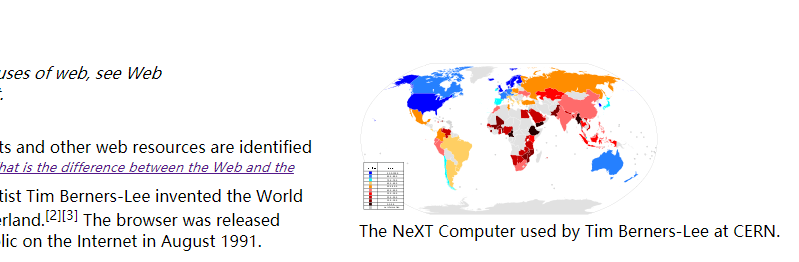 uses of web, see Web
ts and other web resources are identified
hat is the difference between the Web and the
tist Tim Berners-Lee invented the World
erland.[2][3] The browser was released
lic on the Internet in August 1991.
The NeXT Computer used by Tim Berners-Lee at CERN.